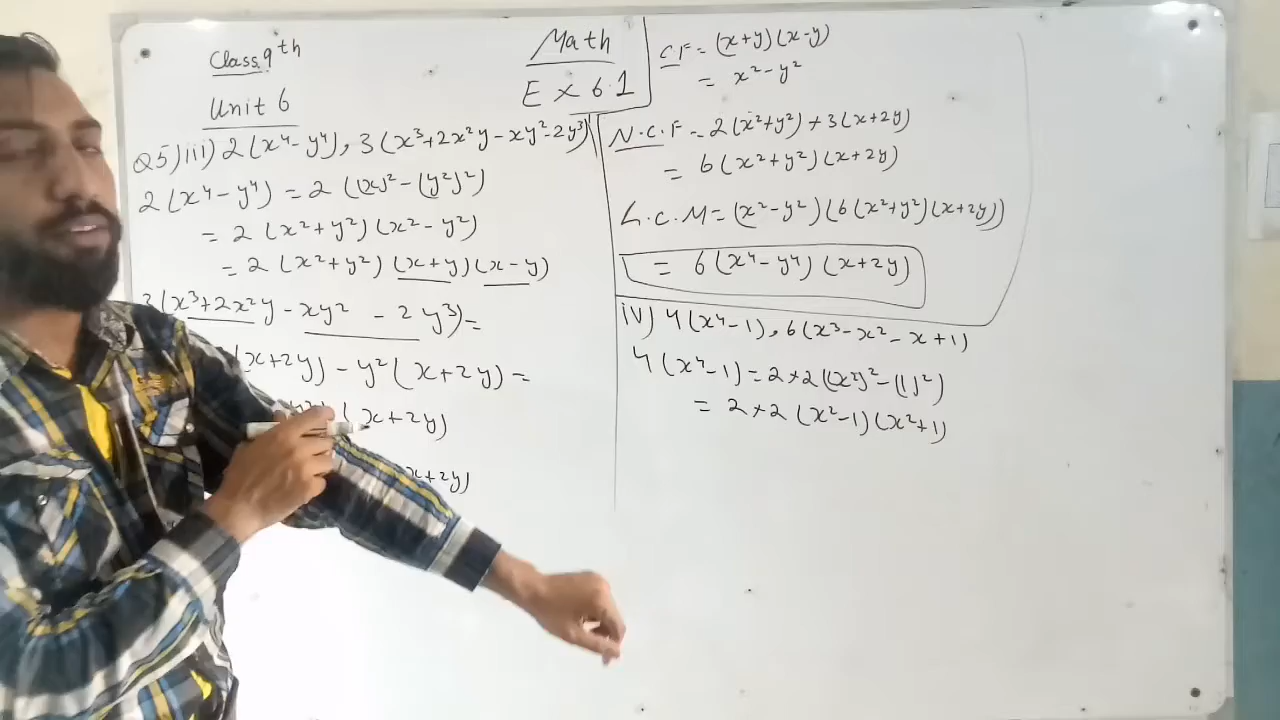 Class 9th
Unit 6
Math
Ex 6.1
Q5) iii) 2(x⁴-y⁴), 3(x³+2x²y-xy²-2y³)
2(x⁴-y⁴) = 2((x)²-(y²)²)
= 2(x²+y²)(x²-y²)
= 2(x²+y²)(x+y)(x-y)
(x³+2x²y-xy²-2y³)=
(x+2y)-y²(x+2y)=
(x+2y)
x+2y)
CF = (x+y)(x-y)
= x²-y²
N.C.F = 2(x²+y²)+3(x+2y)
= 6(x²+y²)(x+2y)
L.C.M = (x²-y²)(6(x²+y²)(x+2y))
= 6(x⁴-y⁴)(x+2y)
iv) 4(x⁴-1), 6(x³-x²-x+1)
4(x⁴-1) = 2×2((x²)²-(1)²)
= 2×2(x²-1)(x²+1)